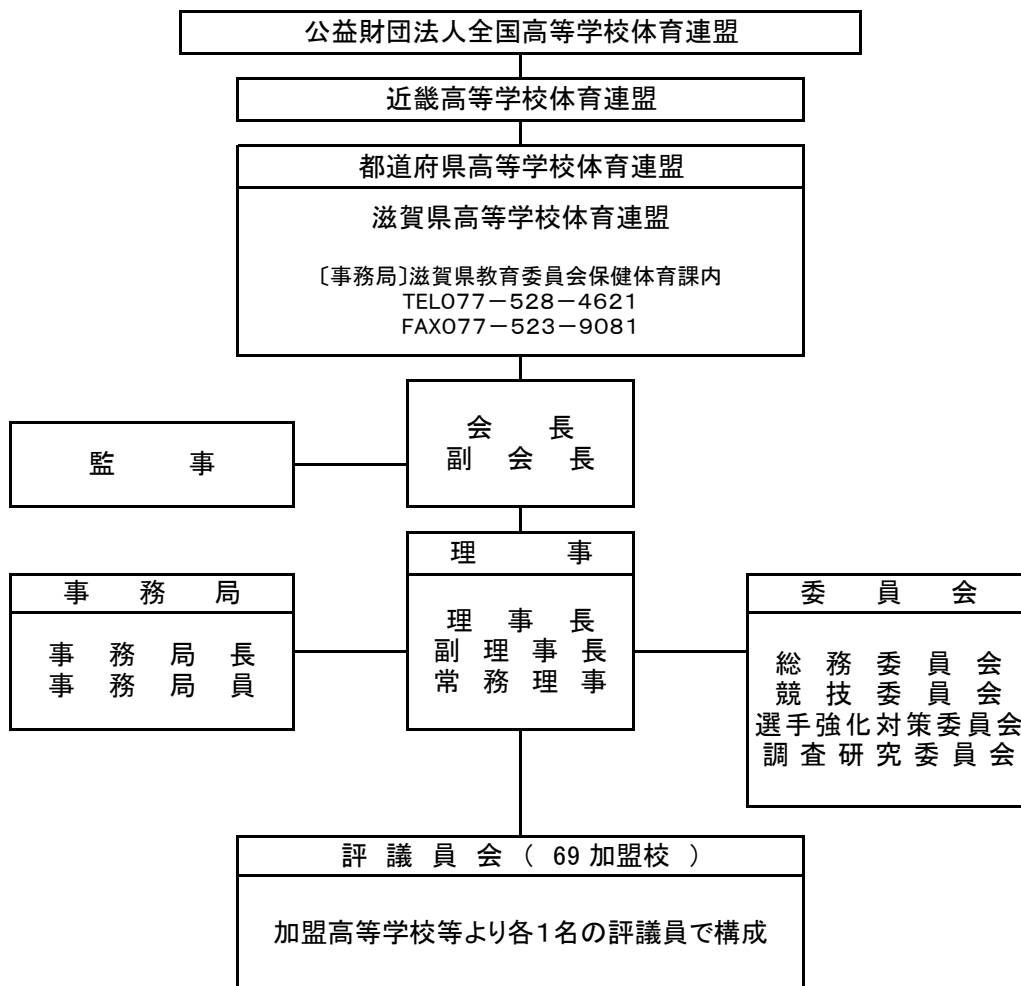 公益財団法人全国高等学校体育連盟
近畿高等学校体育連盟
都道府県高等学校体育連盟
滋賀県高等学校体育連盟
〔事務局〕滋賀県教育委員会保健体育課内
TEL077－528－4621
FAX077－523－9081
会長
副会長
監事
理事
理事長
副理事長
常務理事
事務局
事務局長
事務局員
委員会
総務委員会
競技委員会
選手強化対策委員会
調査研究委員会
評議員会（ 69 加盟校 ）
加盟高等学校等より各１名の評議員で構成